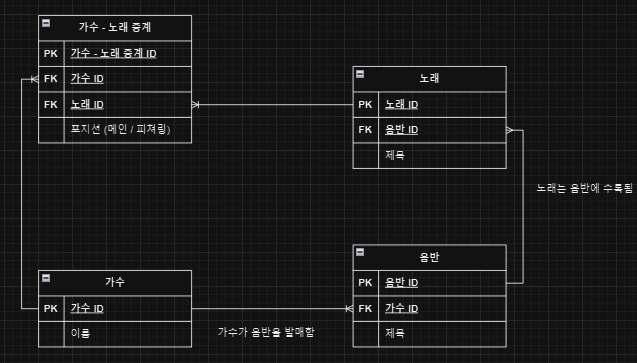 가수 - 노래 중계
PK 가수 - 노래 중계 ID
FK 가수 ID
FK 노래 ID
포지션 (메인 / 피쳐링)
노래
PK 노래 ID
FK 음반 ID
제목
노래는 음반에 수록됨
음반
PK 음반 ID
FK 가수 ID
제목
가수
PK 가수 ID
이름
가수가 음반을 발매함